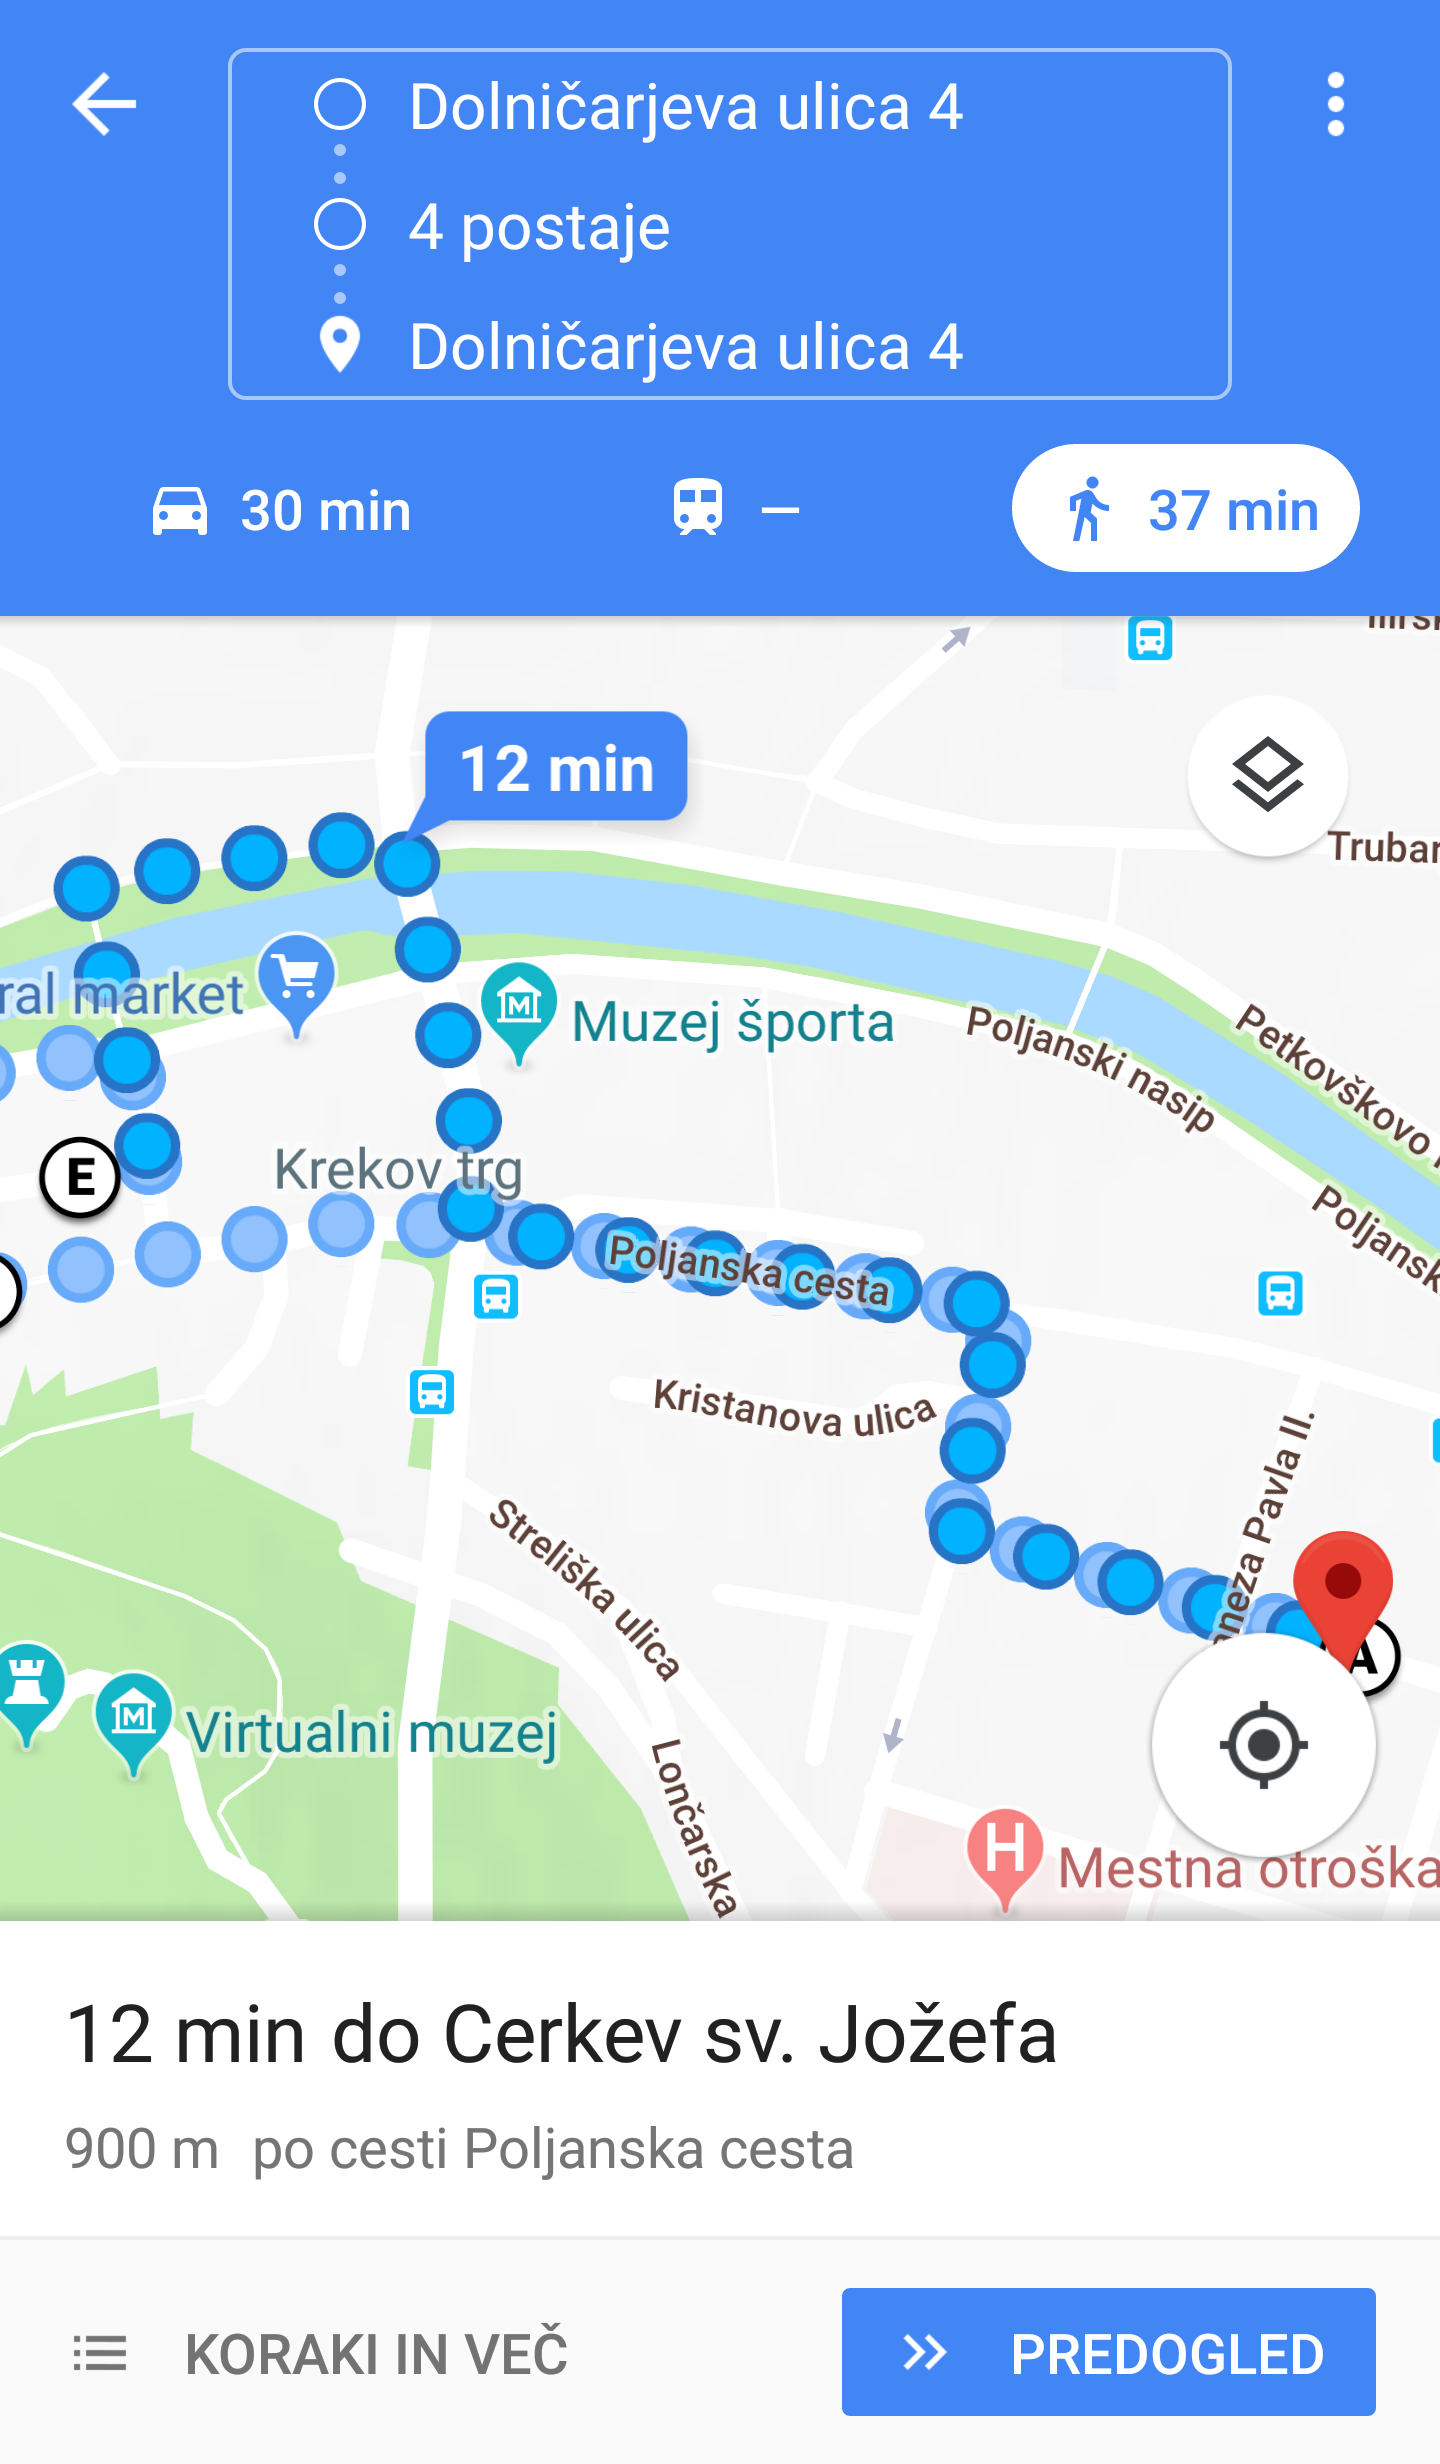 Dolničarjeva ulica 4
4 postaje
Dolničarjeva ulica 4
30 min
–
37 min
12 min
Trubar
ral market
Muzej športa
Poljanski nasip
Petkovškovo
E
Krekov trg
Poljansk
Poljanska cesta
Kristanova ulica
neza Pavla II.
Streliška ulica
A
M
Virtualni muzej
Lončarska
H
Mestna otroška
12 min do Cerkev sv. Jožefa
900 m po cesti Poljanska cesta
KORAKI IN VEČ
PREDOGLED